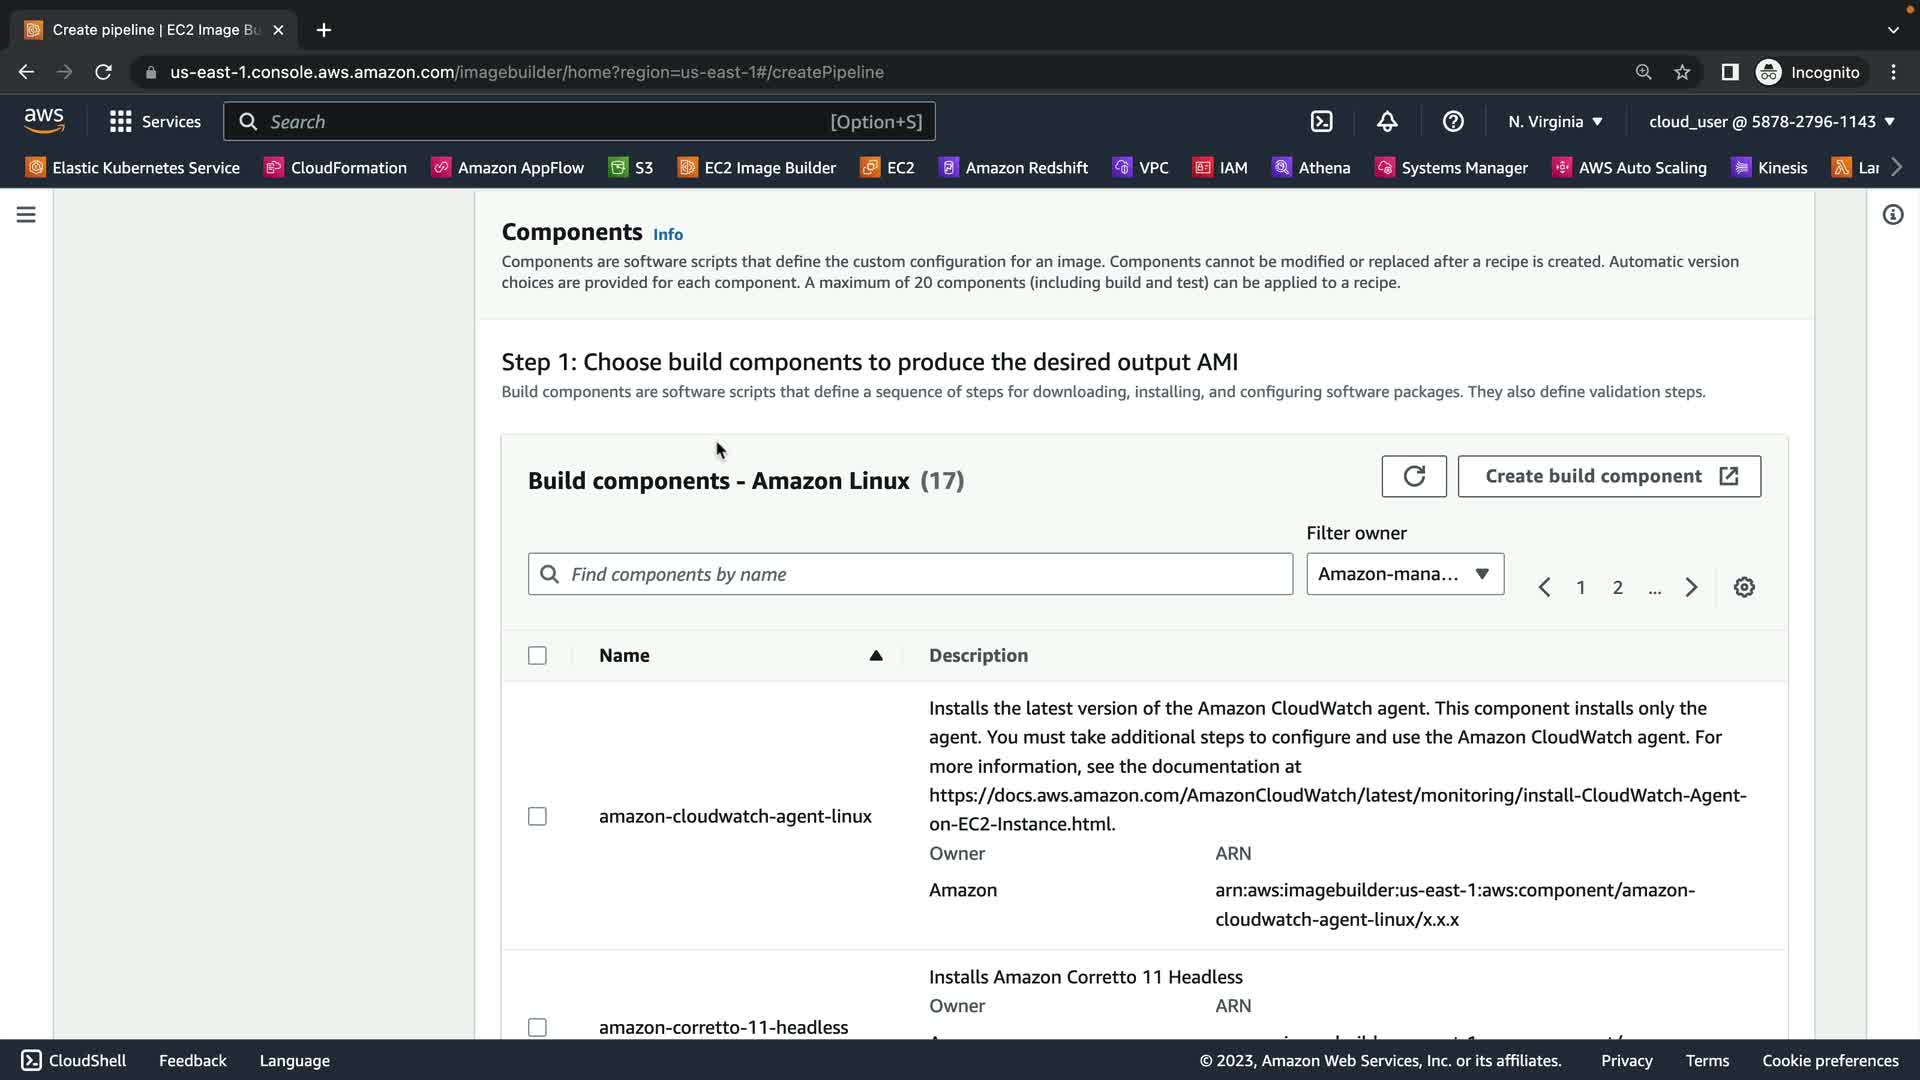 Create pipeline | EC2 Image Bu
us-east-1.console.aws.amazon.com/imagebuilder/home?region=us-east-1#/createPipeline
Incognito
aws
Services
Search
[Option+S]
N. Virginia
cloud_user @ 5878-2796-1143
Elastic Kubernetes Service
CloudFormation
Amazon AppFlow
S3
EC2 Image Builder
EC2
Amazon Redshift
VPC
IAM
Athena
Systems Manager
AWS Auto Scaling
Kinesis
Lar
Components Info
Components are software scripts that define the custom configuration for an image. Components cannot be modified or replaced after a recipe is created. Automatic version
choices are provided for each component. A maximum of 20 components (including build and test) can be applied to a recipe.
Step 1: Choose build components to produce the desired output AMI
Build components are software scripts that define a sequence of steps for downloading, installing, and configuring software packages. They also define validation steps.
Build components - Amazon Linux (17)
Create build component
Filter owner
Find components by name
Amazon-mana...
1 2 ...
Name
Description
amazon-cloudwatch-agent-linux
Installs the latest version of the Amazon CloudWatch agent. This component installs only the
agent. You must take additional steps to configure and use the Amazon CloudWatch agent. For
more information, see the documentation at
https://docs.aws.amazon.com/AmazonCloudWatch/latest/monitoring/install-CloudWatch-Agent-
on-EC2-Instance.html.
Owner
ARN
Amazon
arn:aws:imagebuilder:us-east-1:aws:component/amazon-
cloudwatch-agent-linux/x.x.x
amazon-corretto-11-headless
Installs Amazon Corretto 11 Headless
Owner
ARN
CloudShell
Feedback
Language
© 2023, Amazon Web Services, Inc. or its affiliates.
Privacy
Terms
Cookie preferences